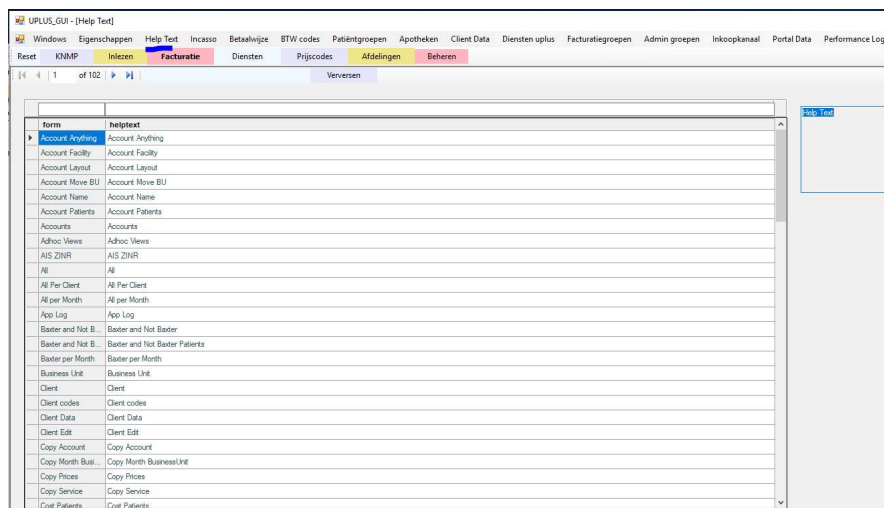 UPLUS_GUI - [Help Text]
Windows Eigenschappen Help Text Incasso Betaalwijze BTW codes Patiëntgroepen Apotheken Client Data Diensten uplus Facturatiegroepen Admin groepen Inkoopkanaal Portal Data Performance Log
Reset KNMP Inlezen Facturatie Diensten Prijscodes Afdelingen Beheren
1 of 102 Verversen
Help Text
form helptext
Account Anything Account Anything
Account Facility Account Facility
Account Layout Account Layout
Account Move BU Account Move BU
Account Name Account Name
Account Patients Account Patients
Accounts Accounts
Adhoc Views Adhoc Views
AIS ZINR AIS ZINR
All All
All Per Client All Per Client
All per Month All per Month
App Log App Log
Baxter and Not B... Baxter and Not Baxter
Baxter and Not B... Baxter and Not Baxter Patients
Baxter per Month Baxter per Month
Business Unit Business Unit
Client Client
Client codes Client codes
Client Data Client Data
Client Edit Client Edit
Copy Account Copy Account
Copy Month Busi... Copy Month BusinessUnit
Copy Prices Copy Prices
Copy Service Copy Service
Cost Patients Cost Patients